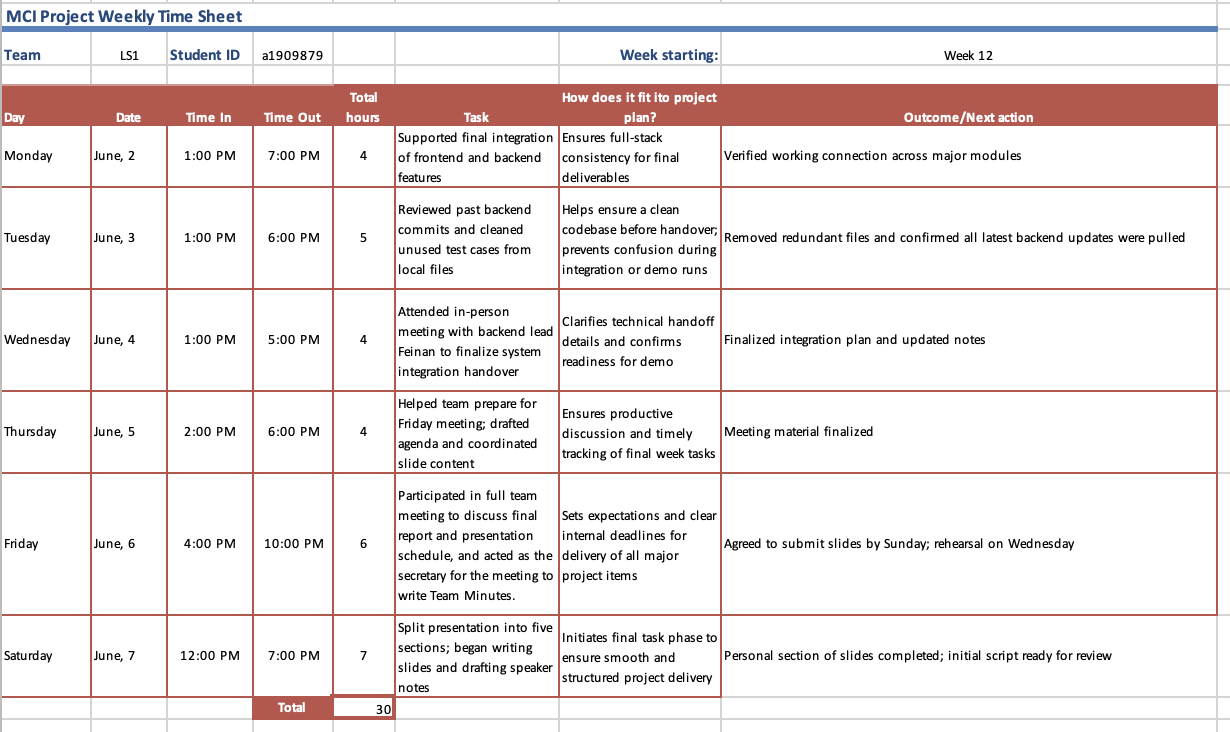 MCI Project Weekly Time Sheet
Team LS1 Student ID a1909879 Week starting: Week 12
Day Date Time In Time Out Total hours Task How does it fit ito project plan? Outcome/Next action
Monday June, 2 1:00 PM 7:00 PM 4
Supported final integration
of frontend and backend
features
Ensures full-stack
consistency for final
deliverables
Verified working connection across major modules
Tuesday June, 3 1:00 PM 6:00 PM 5
Reviewed past backend
commits and cleaned
unused test cases from
local files
Helps ensure a clean
codebase before handover;
prevents confusion during
integration or demo runs
Removed redundant files and confirmed all latest backend updates were pulled
Wednesday June, 4 1:00 PM 5:00 PM 4
Attended in-person
meeting with backend lead
Feinan to finalize system
integration handover
Clarifies technical handoff
details and confirms
readiness for demo
Finalized integration plan and updated notes
Thursday June, 5 2:00 PM 6:00 PM 4
Helped team prepare for
Friday meeting; drafted
agenda and coordinated
slide content
Ensures productive
discussion and timely
tracking of final week tasks
Meeting material finalized
Friday June, 6 4:00 PM 10:00 PM 6
Participated in full team
meeting to discuss final
report and presentation
schedule, and acted as the
secretary for the meeting to
write Team Minutes.
Sets expectations and clear
internal deadlines for
delivery of all major
project items
Agreed to submit slides by Sunday; rehearsal on Wednesday
Saturday June, 7 12:00 PM 7:00 PM 7
Split presentation into five
sections; began writing
slides and drafting speaker
notes
Initiates final task phase to
ensure smooth and
structured project delivery
Personal section of slides completed; initial script ready for review
Total 30